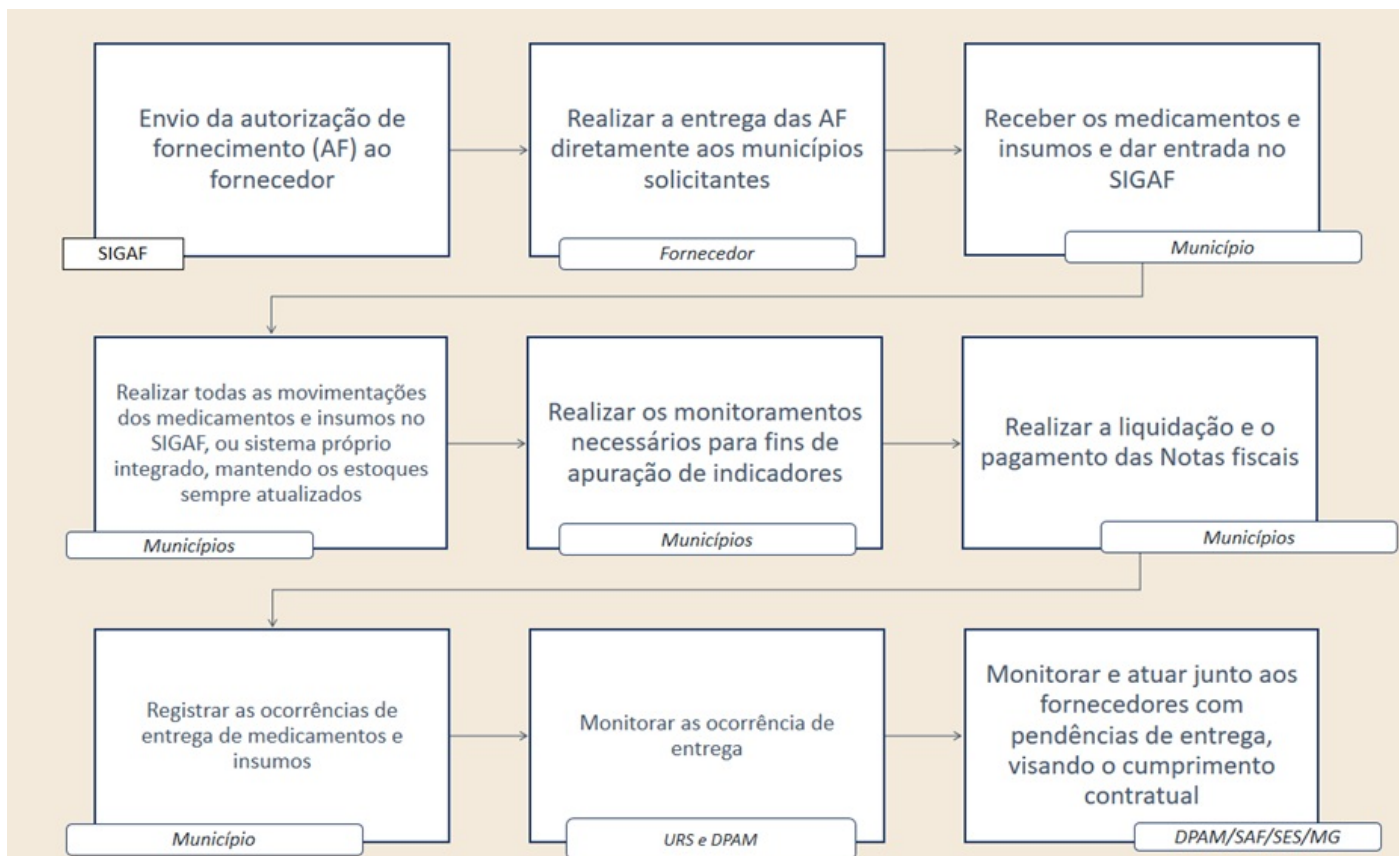 Envio da autorização de
fornecimento (AF) ao
fornecedor
SIGAF
Realizar a entrega das AF
diretamente aos municípios
solicitantes
Fornecedor
Receber os medicamentos e
insumos e dar entrada no
SIGAF
Município
Realizar todas as movimentações
dos medicamentos e insumos no
SIGAF, ou sistema próprio
integrado, mantendo os estoques
sempre atualizados
Municípios
Realizar os monitoramentos
necessários para fins de
apuração de indicadores
Municípios
Realizar a liquidação e o
pagamento das Notas fiscais
Municípios
Registrar as ocorrências de
entrega de medicamentos e
insumos
Município
Monitorar as ocorrência de
entrega
URS e DPAM
Monitorar e atuar junto aos
fornecedores com
pendências de entrega,
visando o cumprimento
contratual
DPAM/SAF/SES/MG